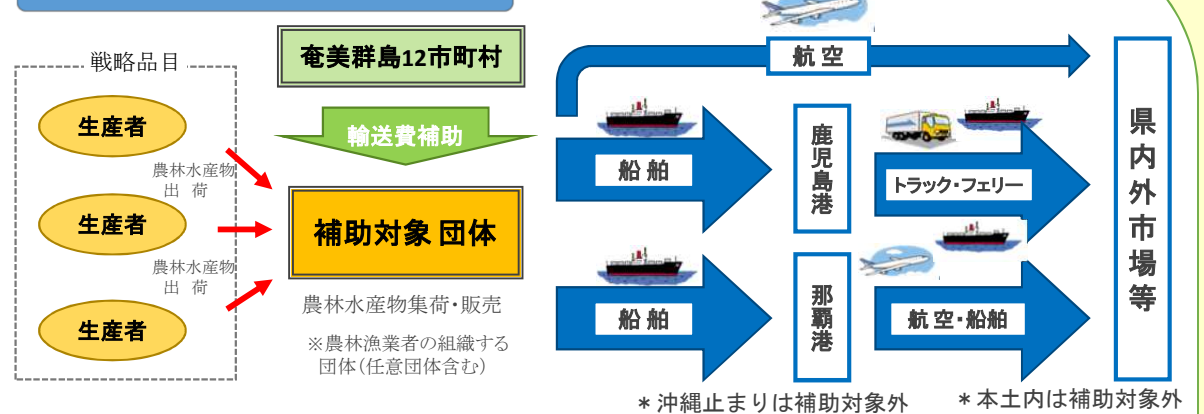 戦略品目
生産者
農林水産物
出 荷
生産者
農林水産物
出 荷
生産者
奄美群島12市町村
輸送費補助
補助対象 団体
農林水産物集荷・販売
※農林漁業者の組織する
団体(任意団体含む)
航 空
船 舶
鹿児島港
トラック・フェリー
船 舶
那覇港
航 空・船舶
県内外市場等
*沖縄止まりは補助対象外
*本土内は補助対象外